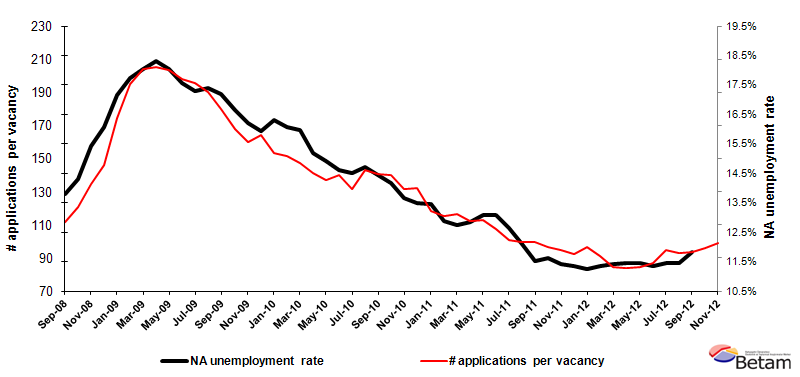 230
210
190
170
150
130
110
90
70
# applications per vacancy
19.5%
18.5%
17.5%
16.5%
15.5%
14.5%
13.5%
12.5%
11.5%
10.5%
NA unemployment rate
Sep-08
Nov-08
Jan-09
Mar-09
May-09
Jul-09
Sep-09
Nov-09
Jan-10
Mar-10
May-10
Jul-10
Sep-10
Nov-10
Jan-11
Mar-11
May-11
Jul-11
Sep-11
Nov-11
Jan-12
Mar-12
May-12
Jul-12
Sep-12
Nov-12
NA unemployment rate
# applications per vacancy
Betam